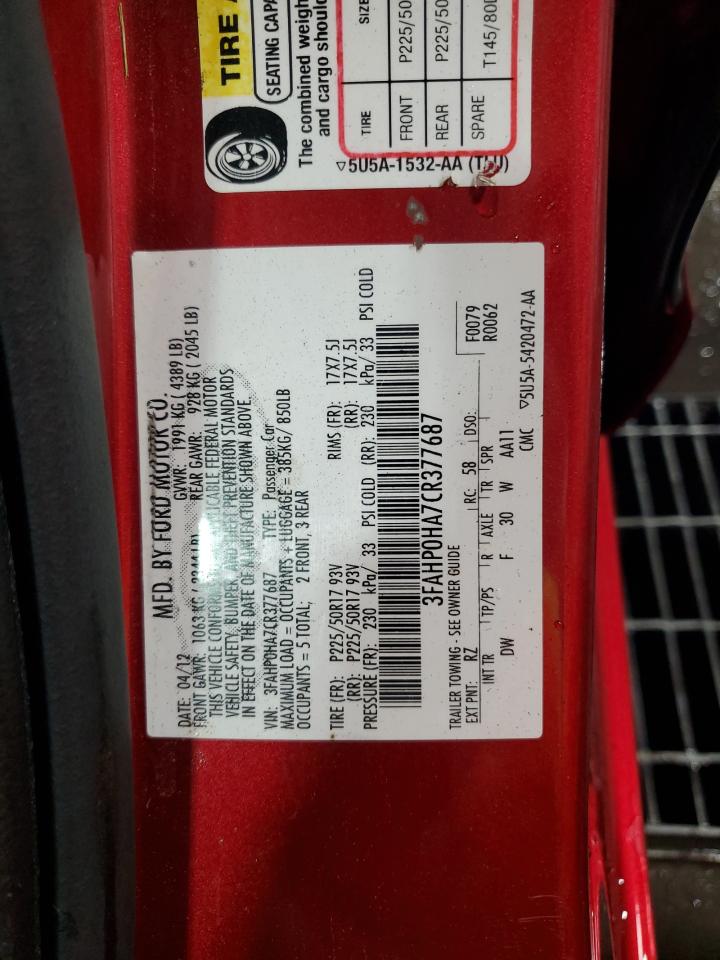 TIRE A
SEATING CAPA
The combined weigh
and cargo shoul
TIRE SIZE
FRONT P225/50
REAR P225/50
SPARE T145/80
5U5A-1532-AA
MFD. BY FORD MOTOR CO.
DATE: 04/12 GVWR: 1991 KG ( 4389 LB)
FRONT GAWR: 1063 KG REAR GAWR: 928 KG ( 2045 LB)
THIS VEHICLE FEDERAL MOTOR
VEHICLE SAFETY, BUMPER, AND THEFT PREVENTION STANDARDS
IN EFFECT ON THE DATE OF MANUFACTURE SHOWN ABOVE.
VIN: 3FAHP0HA7CR377687 TYPE: Passenger Car
MAXIMUM LOAD = OCCUPANTS + LUGGAGE = 385KG/ 850LB
OCCUPANTS = 5 TOTAL; 2 FRONT, 3 REAR
TIRE (FR): P225/50R17 93V RIMS (FR): 17X7.5J
(RR): P225/50R17 93V (RR): 17X7.5J
PRESSURE (FR): 230 kPa/ 33 PSI COLD (RR): 230 kPa/ 33 PSI COLD
3FAHP0HA7CR377687
TRAILER TOWING - SEE OWNER GUIDE
EXT PNT: RZ RC: 58 DSO: F0079
R0062
INT TR TP/PS R AXLE TR SPR
DW F 30 W AA11
CMC ▽5U5A-5420472-AA